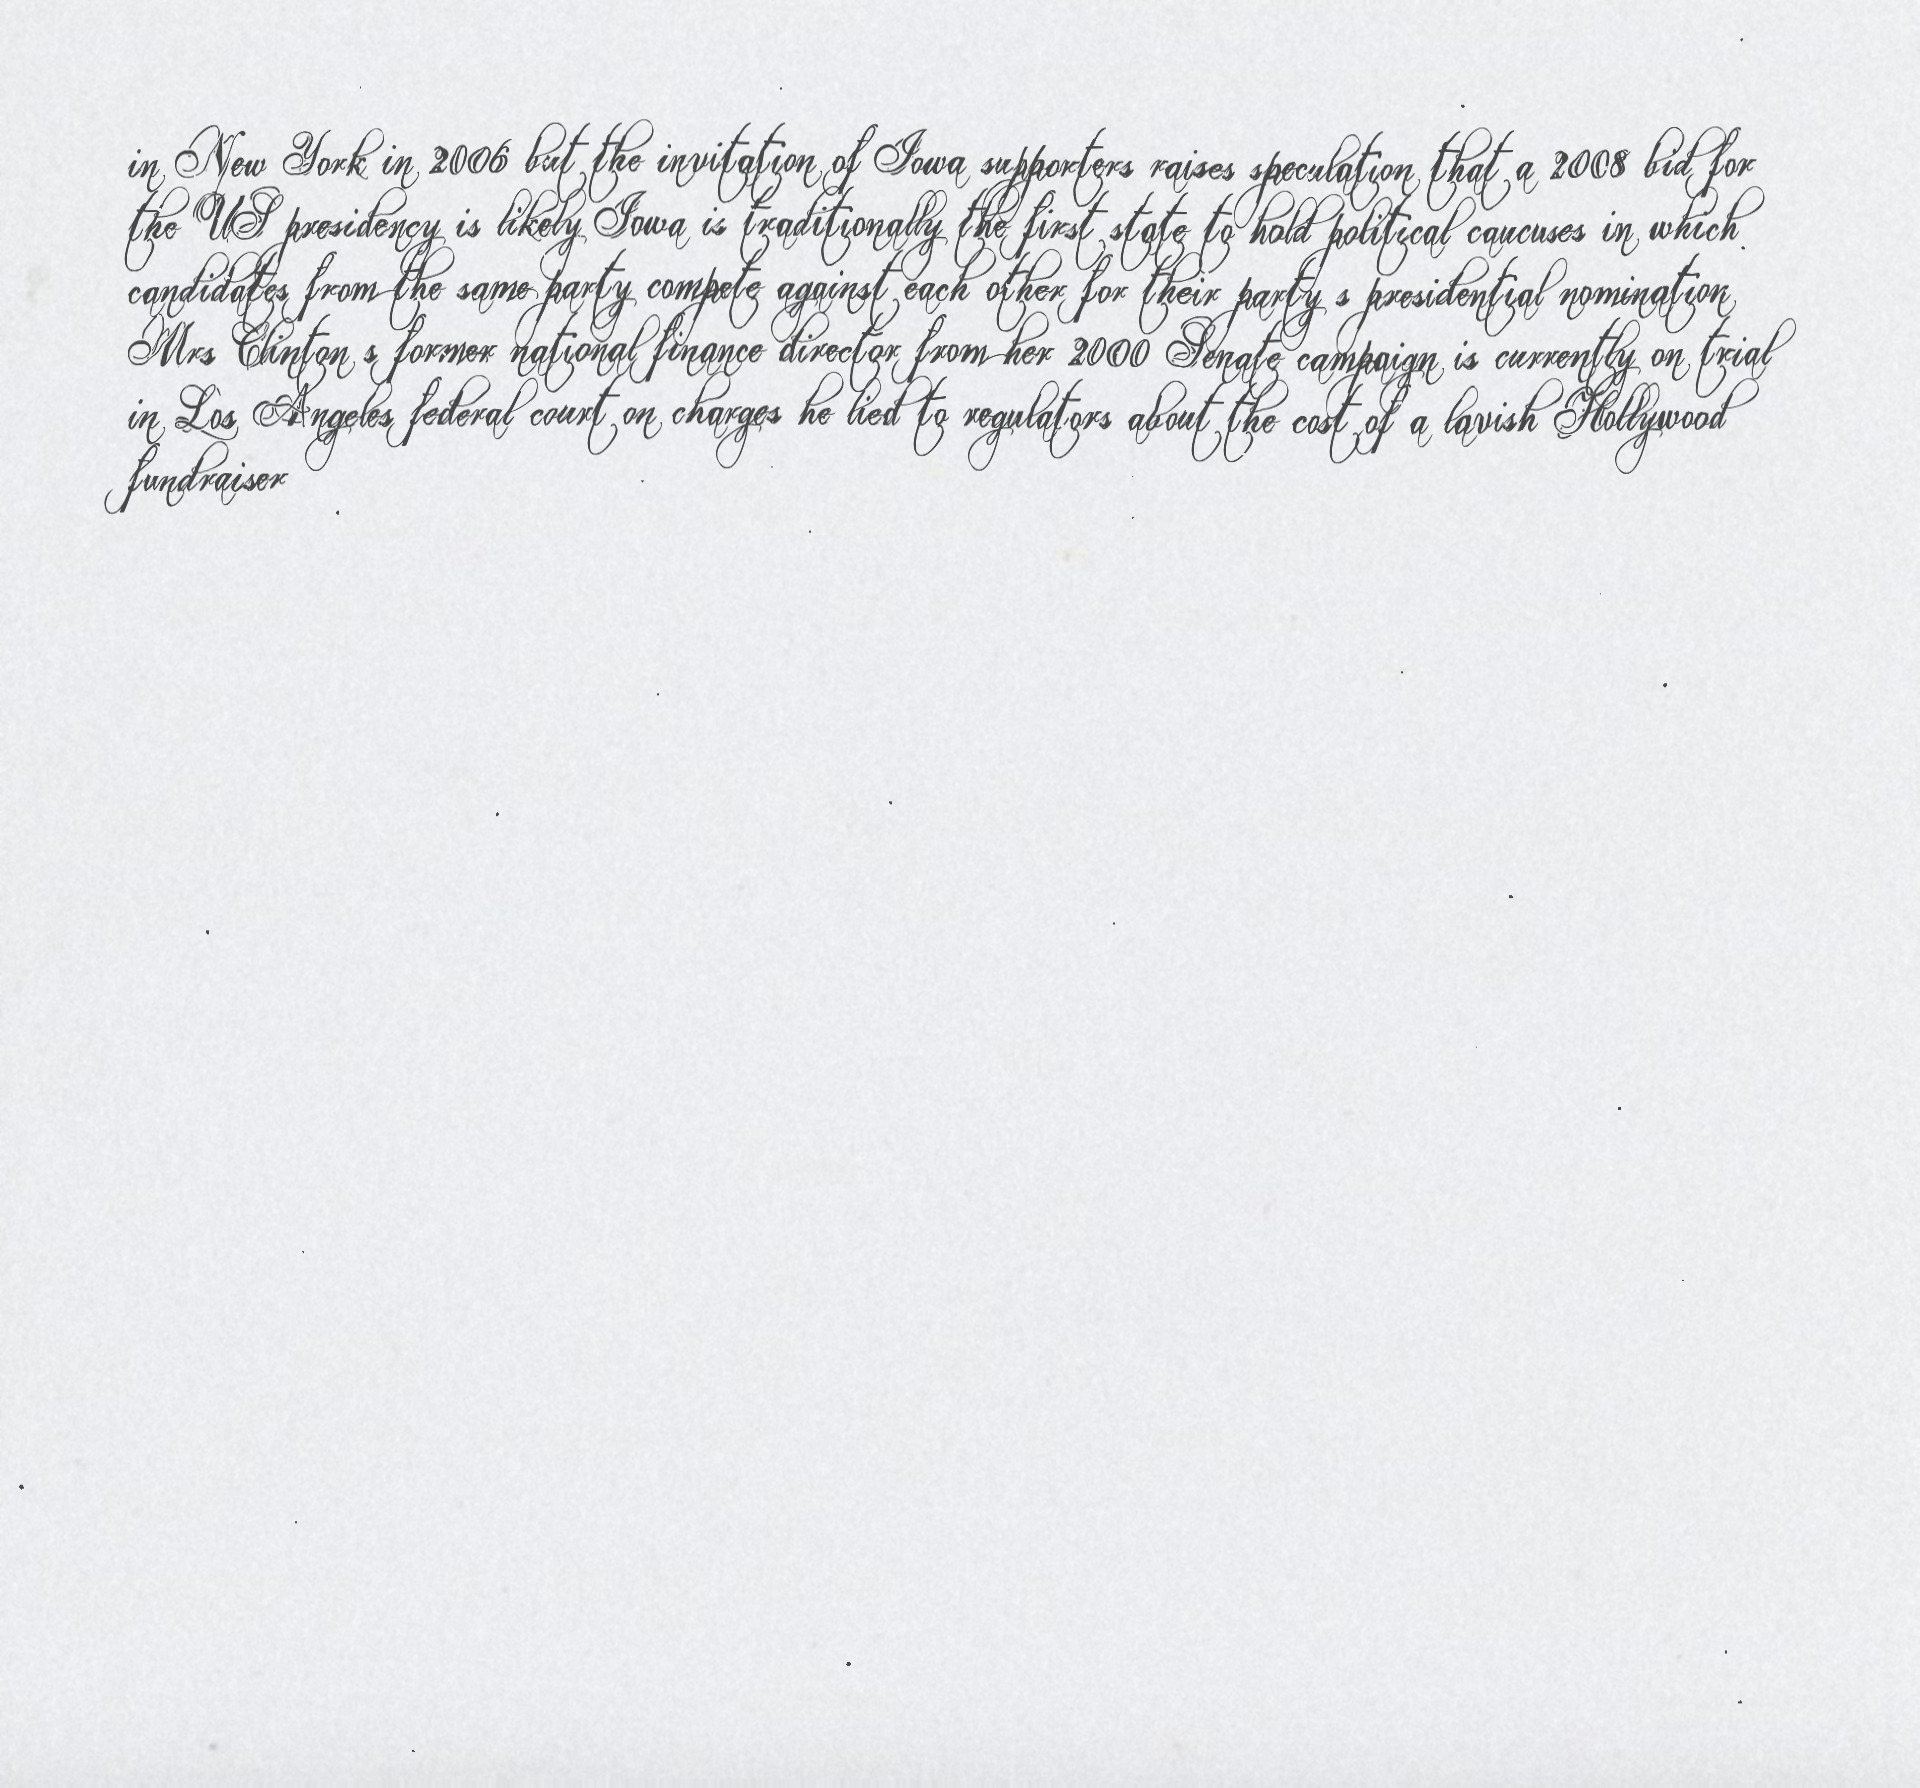 in New York in 2006 but the invitation of Iowa supporters raises speculation that a 2008 bid for
the US presidency is likely Iowa is traditionally the first state to hold political caucuses in which
candidates from the same party compete against each other for their party s presidential nomination
Mrs Clinton s former national finance director from her 2000 Senate campaign is currently on trial
in Los Angeles federal court on charges he lied to regulators about the cost of a lavish Hollywood
fundraiser